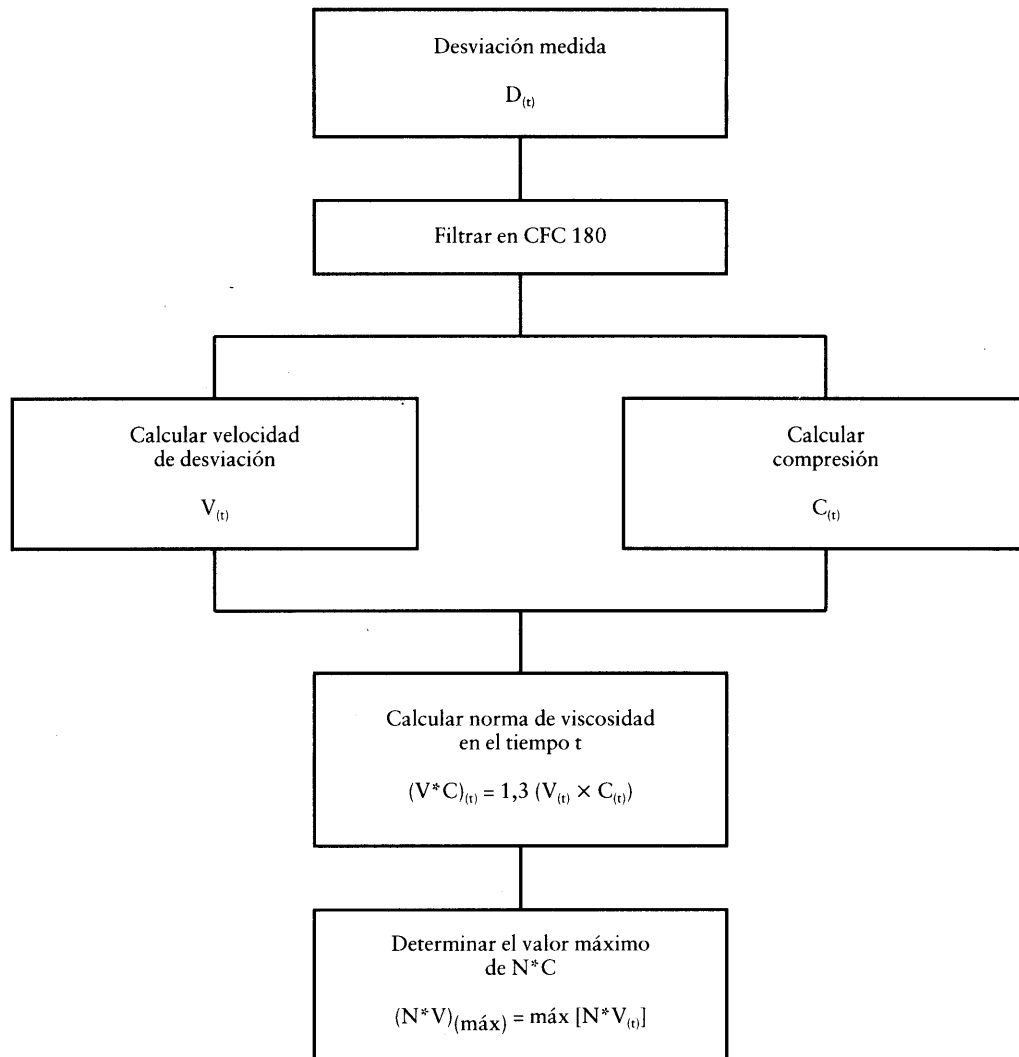 Desviación medida
D(t)
Filtrar en CFC 180
Calcular velocidad
de desviación
V(t)
Calcular
compresión
C(t)
Calcular norma de viscosidad
en el tiempo t
(V*C)(t) = 1,3 (V(t) × C(t))
Determinar el valor máximo
de N*C
(N*V)(máx) = máx [N*V(t)]